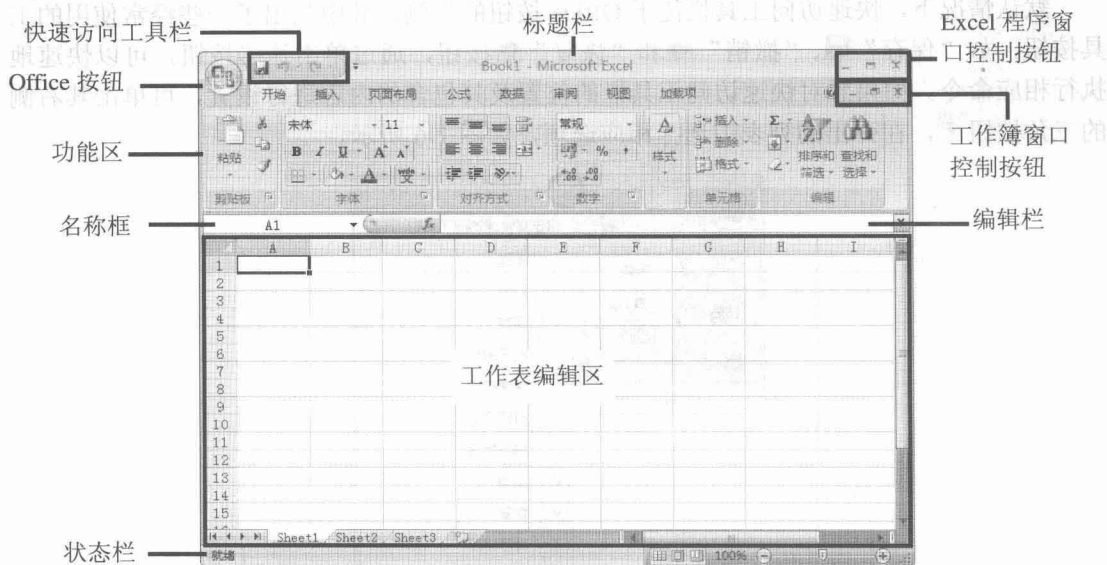 标题栏
快速访问工具栏
Excel 程序窗
口控制按钮
Office 按钮
Book1 - Microsoft Excel
开始 插入 页面布局 公式 数据 审阅 视图 加载项
工作簿窗口
控制按钮
功能区
宋体 11 常规 插入 Σ
粘贴 B I U A A % , 样式 删除 排序和 查找和
A 格式 筛选 选择
剪贴板 字体 对齐方式 数字 单元格 编辑
名称框
A1 fx
编辑栏
A B C D E F G H I
1
2
3
4
5
6
7
工作表编辑区
8
9
10
11
12
13
14
15
Sheet1 Sheet2 Sheet3
状态栏
就绪 100%